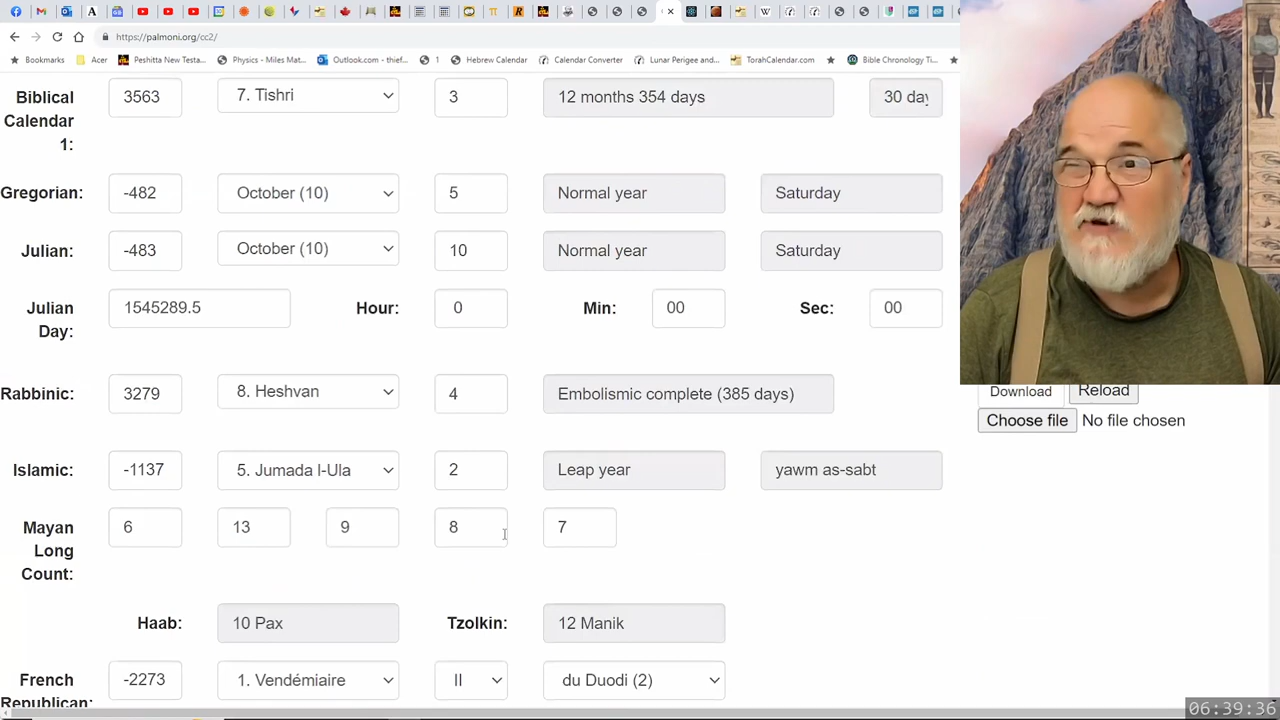 https://palmoni.org/cc2/
Bookmarks Acer Peshitta New Testa... Physics - Miles Mat... Outlook.com - thief... 1 Hebrew Calendar Calendar Converter Lunar Perigee and... TorahCalendar.com Bible Chronology Ti...
Biblical Calendar 1: 3563 7. Tishri 3 12 months 354 days 30 day
Gregorian: -482 October (10) 5 Normal year Saturday
Julian: -483 October (10) 10 Normal year Saturday
Julian Day: 1545289.5 Hour: 0 Min: 00 Sec: 00
Download Reload
Rabbinic: 3279 8. Heshvan 4 Embolismic complete (385 days)
Choose file No file chosen
Islamic: -1137 5. Jumada l-Ula 2 Leap year yawm as-sabt
Mayan Long Count: 6 13 9 8 7
Haab: 10 Pax Tzolkin: 12 Manik
French Republican: -2273 1. Vendémiaire II du Duodi (2)
06:39:36